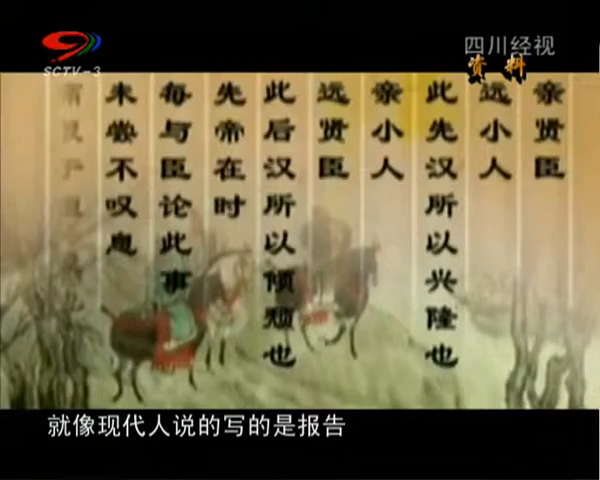 SCTV-3
四川经视
资料
亲贤臣
远小人
此先汉所以兴隆也
亲小人
远贤臣
此后汉所以倾颓也
先帝在时
每与臣论此事
未尝不叹息
就像现代人说的写的是报告